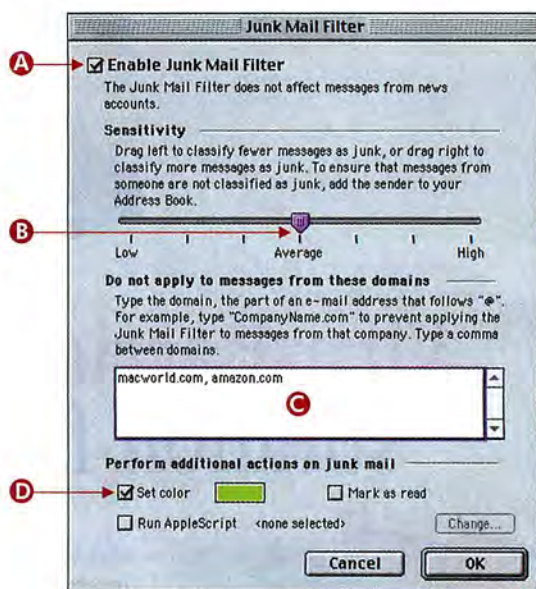 Junk Mail Filter
A
Enable Junk Mail Filter
The Junk Mail Filter does not affect messages from news
accounts.
Sensitivity
Drag left to classify fewer messages as junk, or drag right to
classify more messages as junk. To ensure that messages from
someone are not classified as junk, add the sender to your
Address Book.
B
Low Average High
Do not apply to messages from these domains
Type the domain, the part of an e-mail address that follows "@".
For example, type "CompanyName.com" to prevent applying the
Junk Mail Filter to messages from that company. Type a comma
between domains.
macworld.com, amazon.com
C
Perform additional actions on junk mail
D
Set color Mark as read
Run AppleScript <none selected> Change...
Cancel OK